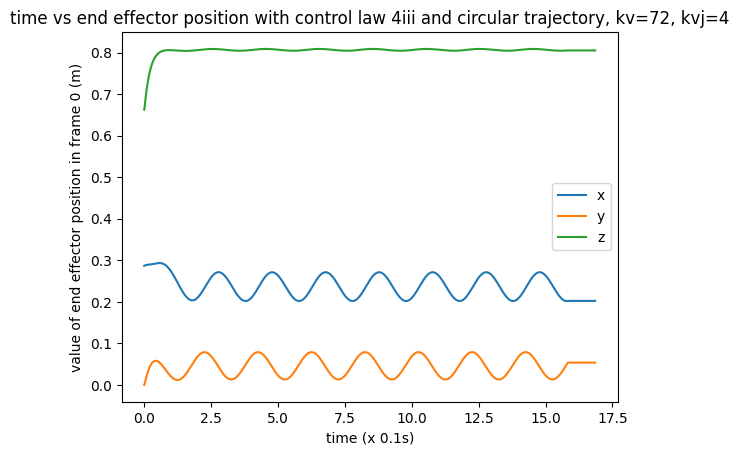 time vs end effector position with control law 4iii and circular trajectory, kv=72, kvj=4
value of end effector position in frame 0 (m)
0.8
0.7
0.6
0.5
0.4
0.3
0.2
0.1
0.0
x
y
z
0.0 2.5 5.0 7.5 10.0 12.5 15.0 17.5
time (x 0.1s)